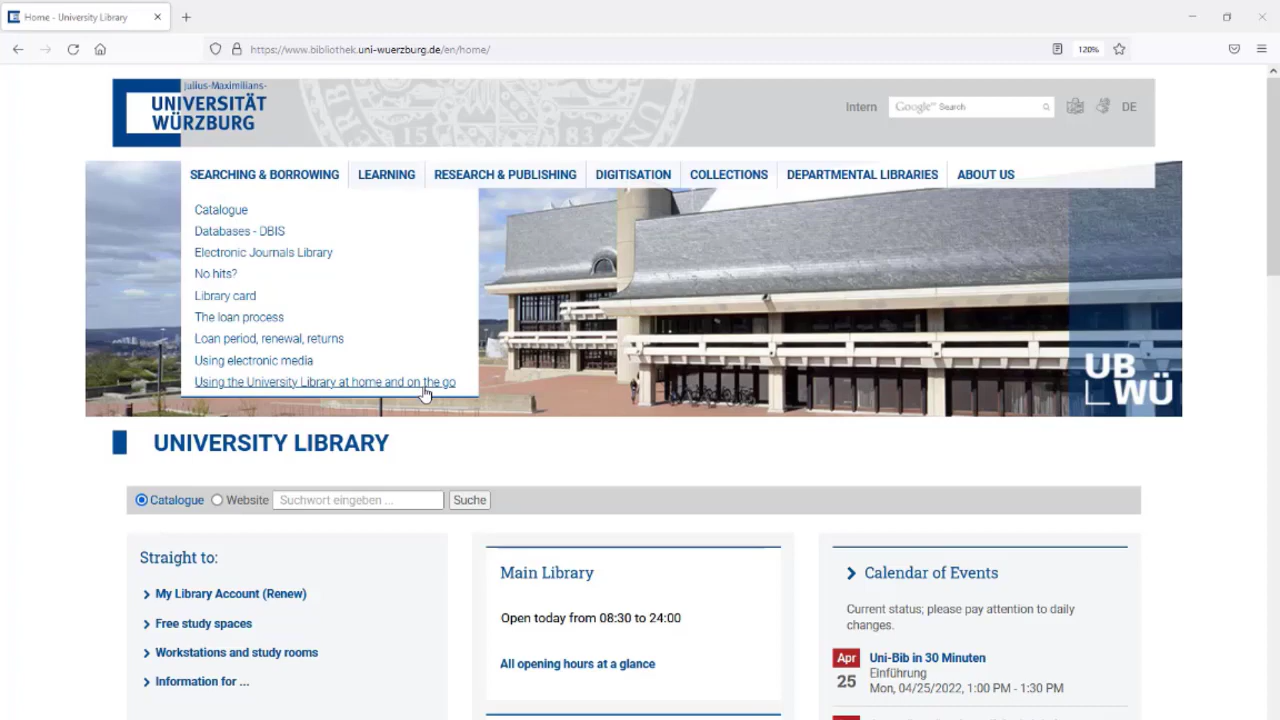 Home - University Library
https://www.bibliothek.uni-wuerzburg.de/en/home/
120%
Julius-Maximilians-
UNIVERSITÄT
WÜRZBURG
Intern
Google™ Search
DE
SEARCHING & BORROWING
LEARNING
RESEARCH & PUBLISHING
DIGITISATION
COLLECTIONS
DEPARTMENTAL LIBRARIES
ABOUT US
Catalogue
Databases - DBIS
Electronic Journals Library
No hits?
Library card
The loan process
Loan period, renewal, returns
Using electronic media
Using the University Library at home and on the go
UB
WÜ
UNIVERSITY LIBRARY
Catalogue
Website
Suchwort eingeben ...
Suche
Straight to:
My Library Account (Renew)
Free study spaces
Workstations and study rooms
Information for ...
Main Library
Open today from 08:30 to 24:00
All opening hours at a glance
Calendar of Events
Current status; please pay attention to daily
changes.
Apr
25
Uni-Bib in 30 Minuten
Einführung
Mon, 04/25/2022, 1:00 PM - 1:30 PM